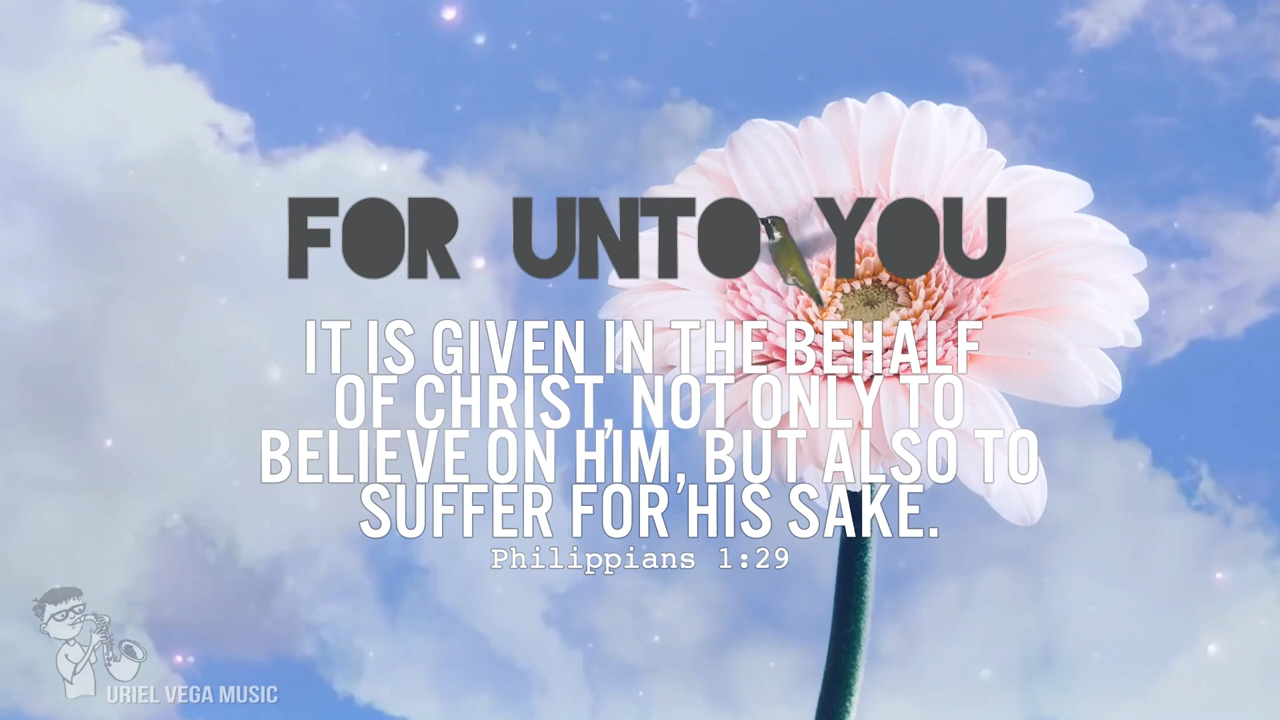 FOR UNTO YOU
IT IS GIVEN IN THE BEHALF
OF CHRIST, NOT ONLY TO
BELIEVE ON HIM, BUT ALSO TO
SUFFER FOR HIS SAKE.
Philippians 1:29
URIEL VEGA MUSIC